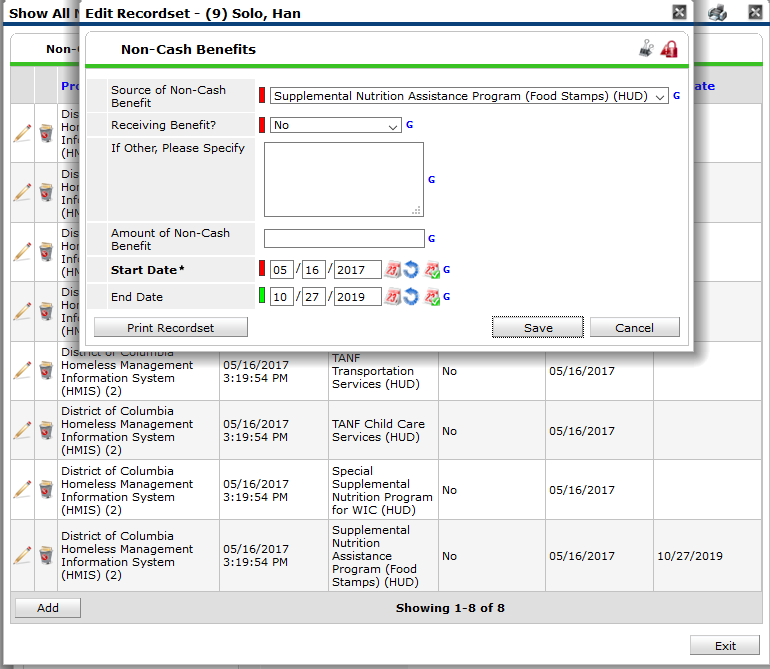 Show All N
Edit Recordset - (9) Solo, Han
Non-Cash Benefits
Source of Non-Cash
Benefit
Supplemental Nutrition Assistance Program (Food Stamps) (HUD)
G
Receiving Benefit?
No
G
If Other, Please Specify
G
Amount of Non-Cash
Benefit
G
Start Date*
05 / 16 / 2017
G
End Date
10 / 27 / 2019
G
Print Recordset
Save
Cancel
Non-
Pro
ate
Dis
Hom
Info
(HM
Dis
Hom
Info
(HM
Dis
Hom
Info
(HM
Dis
Hom
Info
(HM
District of Columbia
Homeless Management
Information System
(HMIS) (2)
05/16/2017
3:19:54 PM
TANF
Transportation
Services (HUD)
No
05/16/2017
District of Columbia
Homeless Management
Information System
(HMIS) (2)
05/16/2017
3:19:54 PM
TANF Child Care
Services (HUD)
No
05/16/2017
District of Columbia
Homeless Management
Information System
(HMIS) (2)
05/16/2017
3:19:54 PM
Special
Supplemental
Nutrition Program
for WIC (HUD)
No
05/16/2017
District of Columbia
Homeless Management
Information System
(HMIS) (2)
05/16/2017
3:19:54 PM
Supplemental
Nutrition
Assistance
Program (Food
Stamps) (HUD)
No
05/16/2017
10/27/2019
Add
Showing 1-8 of 8
Exit